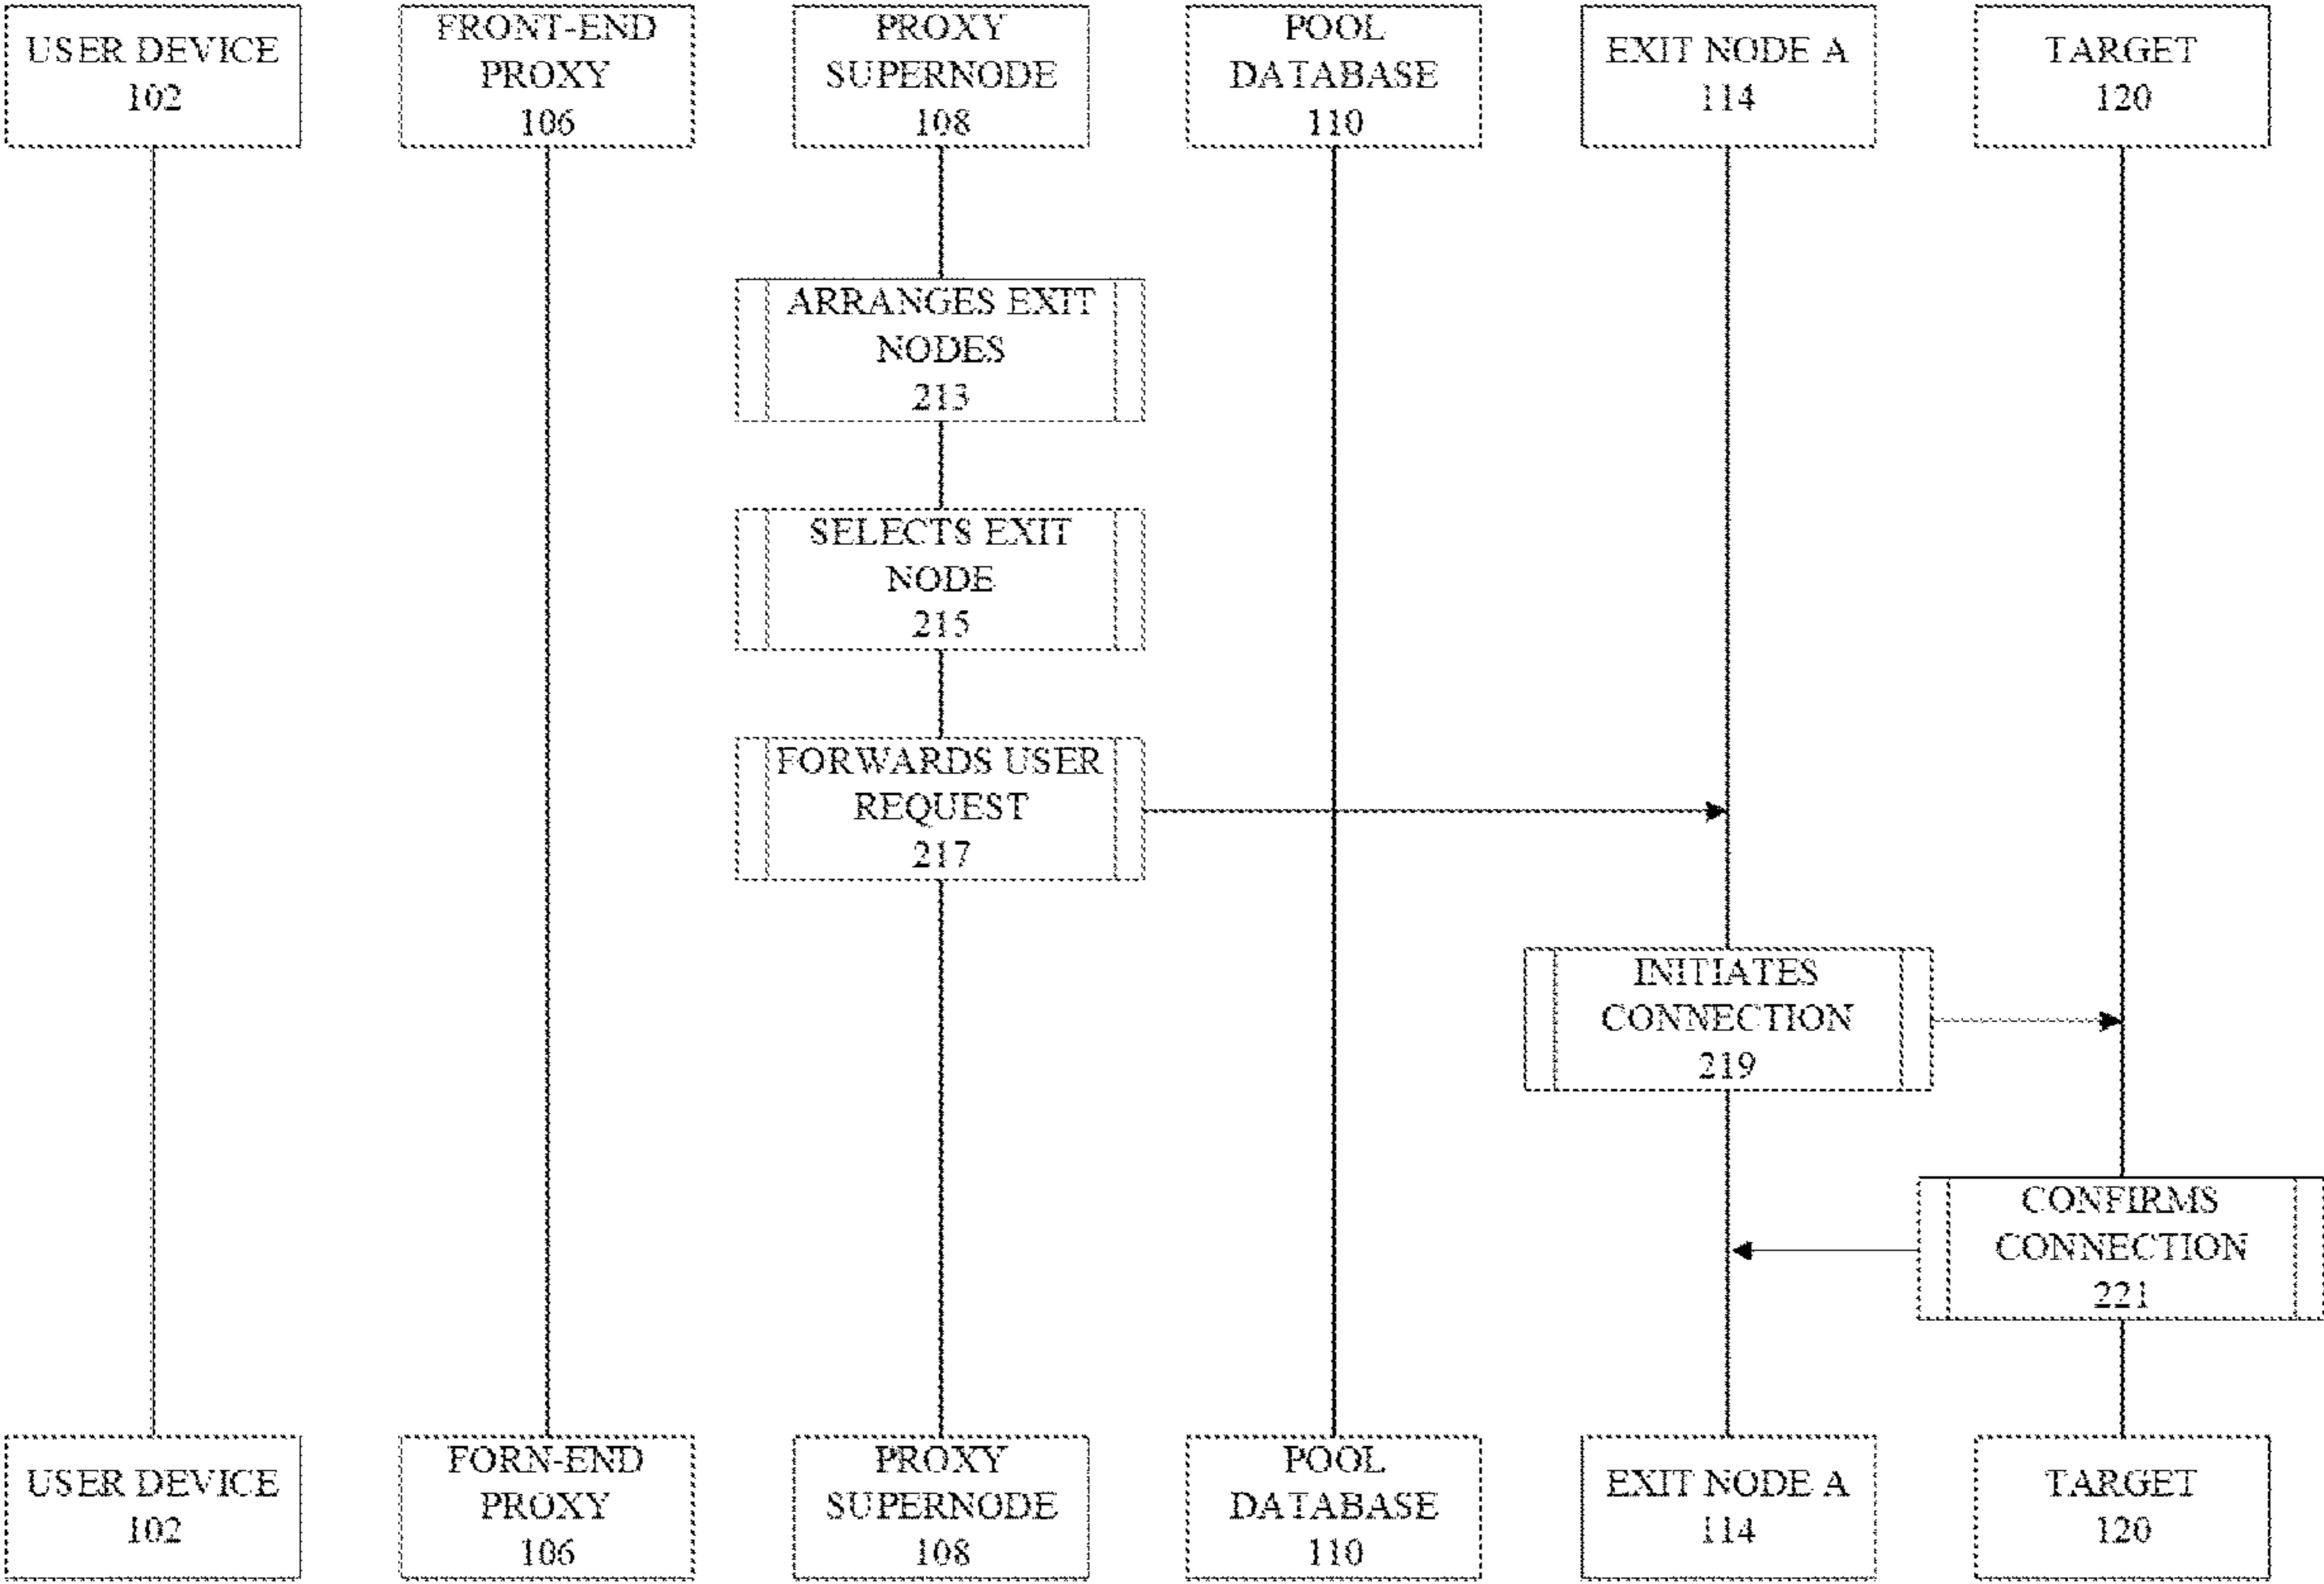 USER DEVICE
102
FRONT-END
PROXY
106
PROXY
SUPERNODE
108
POOL
DATABASE
110
EXIT NODE A
114
TARGET
120
ARRANGES EXIT
NODES
213
SELECTS EXIT
NODE
215
FORWARDS USER
REQUEST
217
INITIATES
CONNECTION
219
CONFIRMS
CONNECTION
221
USER DEVICE
102
FORN-END
PROXY
106
PROXY
SUPERNODE
108
POOL
DATABASE
110
EXIT NODE A
114
TARGET
120